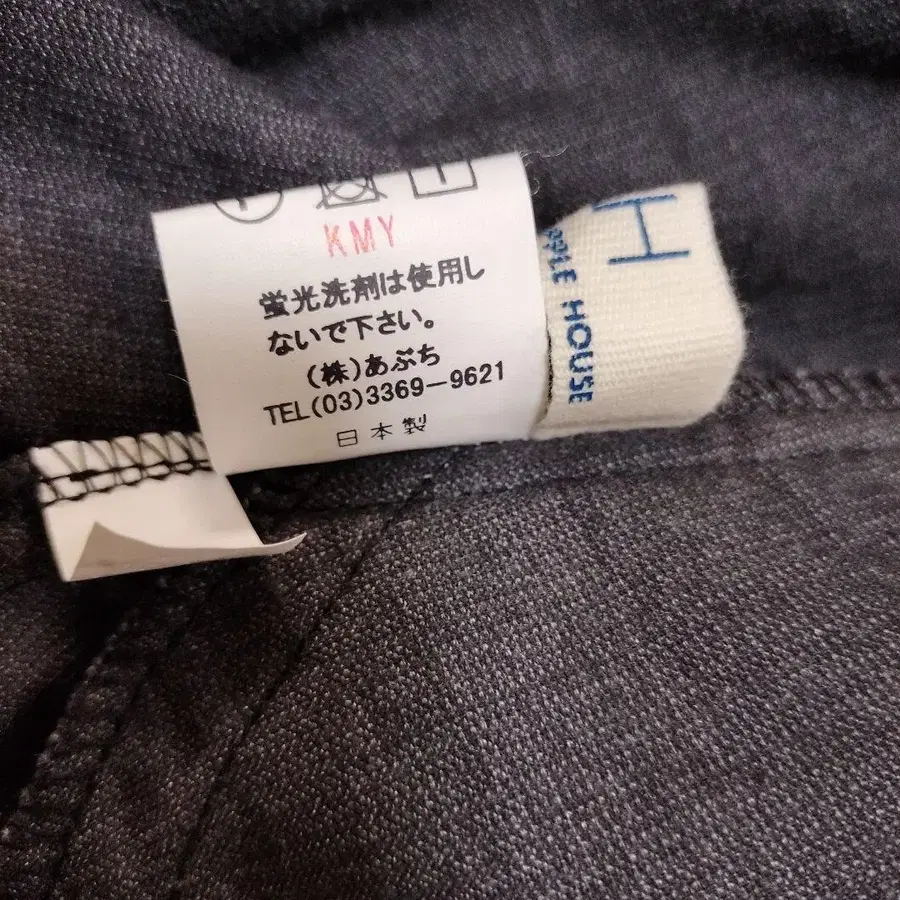 KMY
蛍光洗剤は使用し
ないで下さい。
(株)あぶち
TEL(03)3369-9621
日本製
H
HOUSE